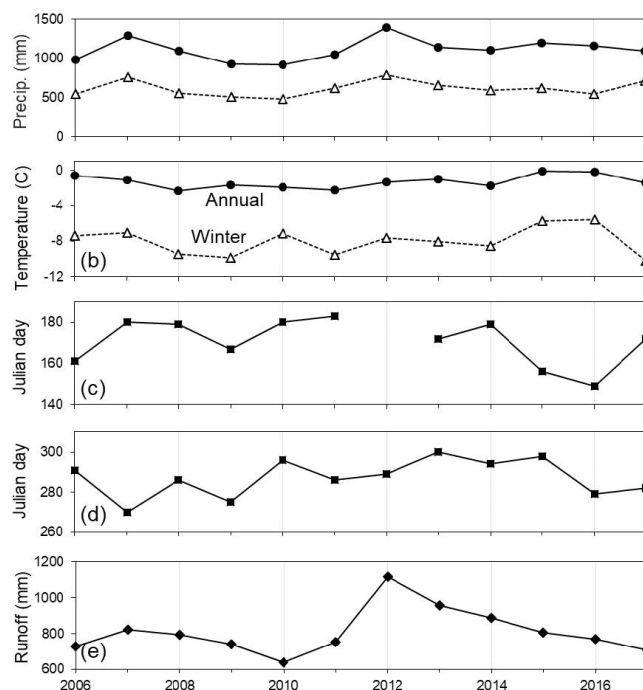 Precip. (mm)
1500
1000
500
0
Temperature (C)
0
-4
-8
-12
Annual
Winter
(b)
Julian day
180
160
140
(c)
Julian day
300
280
260
(d)
Runoff (mm)
1200
1000
800
600
(e)
2006 2008 2010 2012 2014 2016